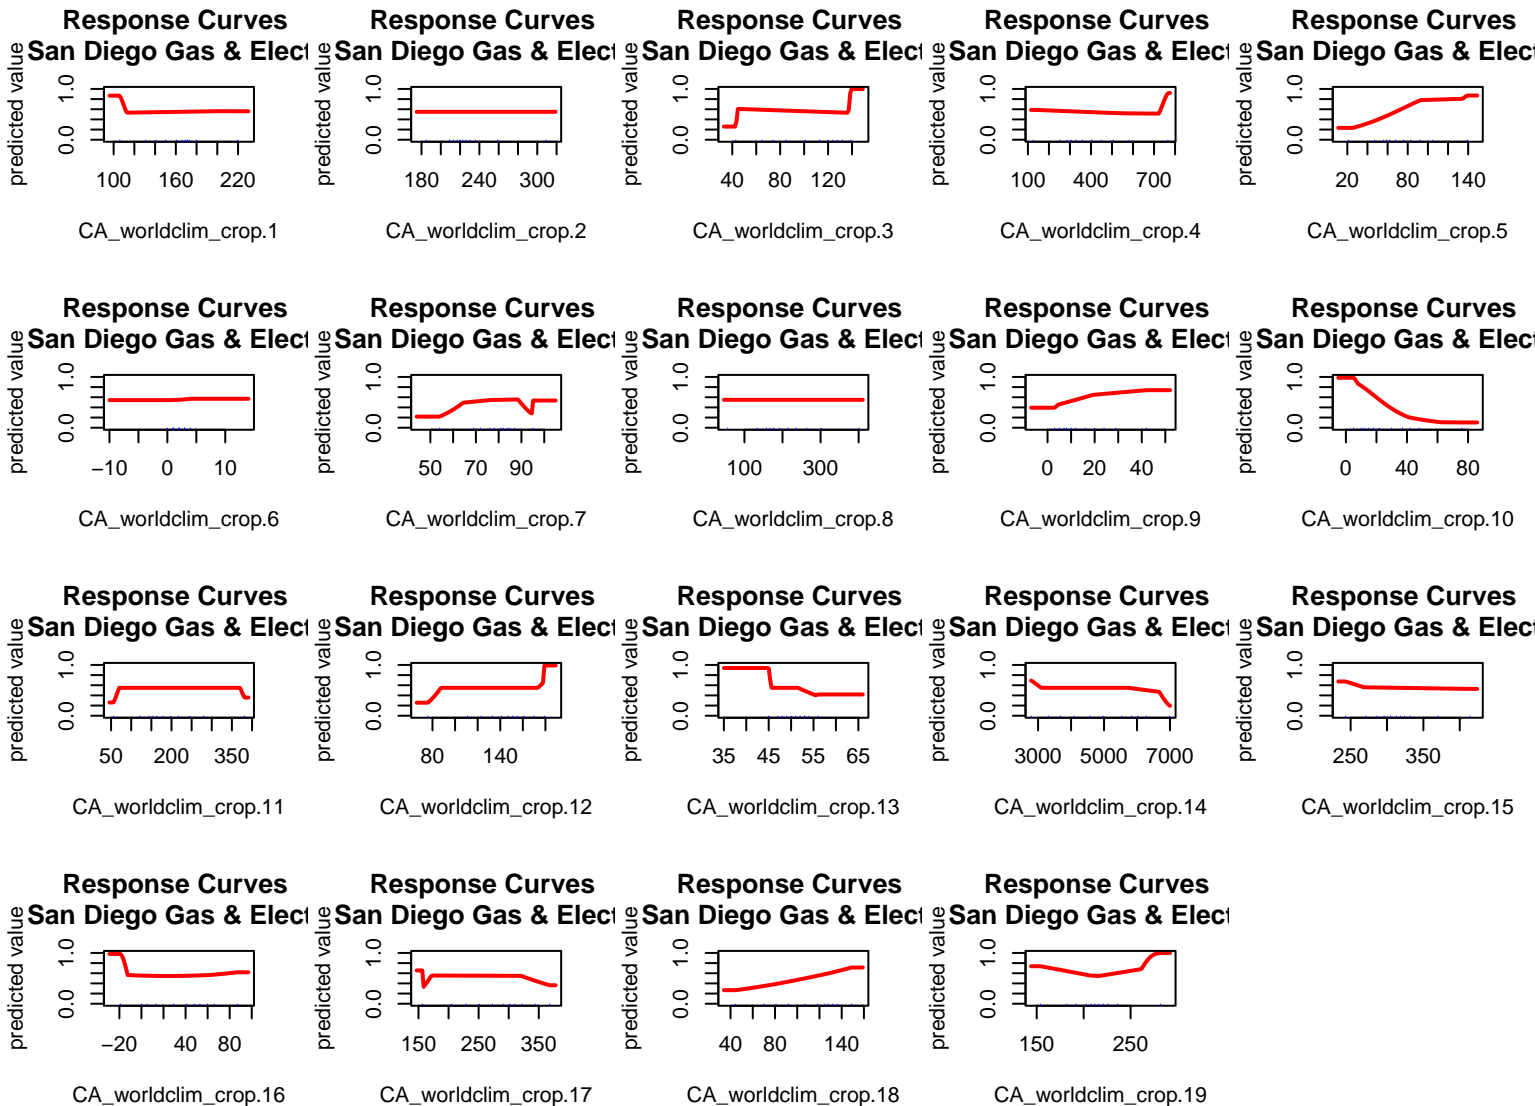 Response Curves
San Diego Gas & Elect
predicted value
0.0 1.0
100 160 220
CA_worldclim_crop.1
Response Curves
San Diego Gas & Elect
predicted value
0.0 1.0
180 240 300
CA_worldclim_crop.2
Response Curves
San Diego Gas & Elect
predicted value
0.0 1.0
40 80 120
CA_worldclim_crop.3
Response Curves
San Diego Gas & Elect
predicted value
0.0 1.0
100 400 700
CA_worldclim_crop.4
Response Curves
San Diego Gas & Elect
predicted value
0.0 1.0
20 80 140
CA_worldclim_crop.5
Response Curves
San Diego Gas & Elect
predicted value
0.0 1.0
−10 0 10
CA_worldclim_crop.6
Response Curves
San Diego Gas & Elect
predicted value
0.0 1.0
50 70 90
CA_worldclim_crop.7
Response Curves
San Diego Gas & Elect
predicted value
0.0 1.0
100 300
CA_worldclim_crop.8
Response Curves
San Diego Gas & Elect
predicted value
0.0 1.0
0 20 40
CA_worldclim_crop.9
Response Curves
San Diego Gas & Elect
predicted value
0.0 1.0
0 40 80
CA_worldclim_crop.10
Response Curves
San Diego Gas & Elect
predicted value
0.0 1.0
50 200 350
CA_worldclim_crop.11
Response Curves
San Diego Gas & Elect
predicted value
0.0 1.0
80 140
CA_worldclim_crop.12
Response Curves
San Diego Gas & Elect
predicted value
0.0 1.0
35 45 55 65
CA_worldclim_crop.13
Response Curves
San Diego Gas & Elect
predicted value
0.0 1.0
3000 5000 7000
CA_worldclim_crop.14
Response Curves
San Diego Gas & Elect
predicted value
0.0 1.0
250 350
CA_worldclim_crop.15
Response Curves
San Diego Gas & Elect
predicted value
0.0 1.0
−20 40 80
CA_worldclim_crop.16
Response Curves
San Diego Gas & Elect
predicted value
0.0 1.0
150 250 350
CA_worldclim_crop.17
Response Curves
San Diego Gas & Elect
predicted value
0.0 1.0
40 80 140
CA_worldclim_crop.18
Response Curves
San Diego Gas & Elect
predicted value
0.0 1.0
150 250
CA_worldclim_crop.19